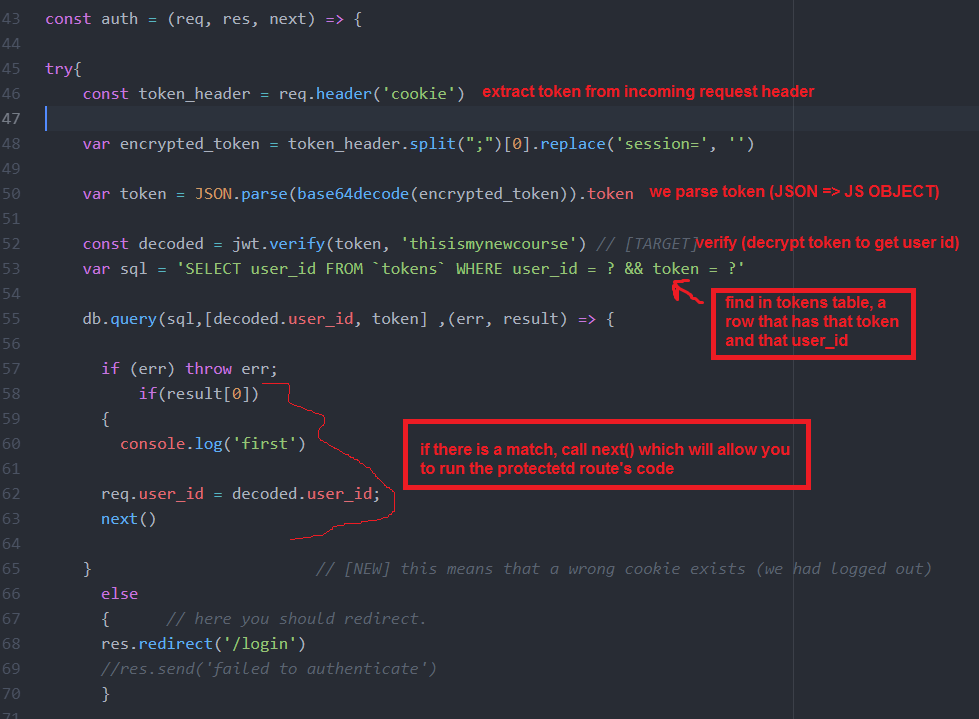 43 const auth = (req, res, next) => {
44
45 try{
46 const token_header = req.header('cookie') extract token from incoming request header
47
48 var encrypted_token = token_header.split(";")[0].replace('session=', '')
49
50 var token = JSON.parse(base64decode(encrypted_token)).token we parse token (JSON => JS OBJECT)
51
52 const decoded = jwt.verify(token, 'thisismynewcourse') // [TARGET] verify (decrypt token to get user id)
53 var sql = 'SELECT user_id FROM `tokens` WHERE user_id = ? && token = ?'
54
find in tokens table, a
row that has that token
and that user_id
55 db.query(sql,[decoded.user_id, token] ,(err, result) => {
56
57 if (err) throw err;
58 if(result[0])
59 {
60 console.log('first')
if there is a match, call next() which will allow you
to run the protectetd route's code
61
62 req.user_id = decoded.user_id;
63 next()
64
65 } // [NEW] this means that a wrong cookie exists (we had logged out)
66 else
67 { // here you should redirect.
68 res.redirect('/login')
69 //res.send('failed to authenticate')
70 }
71